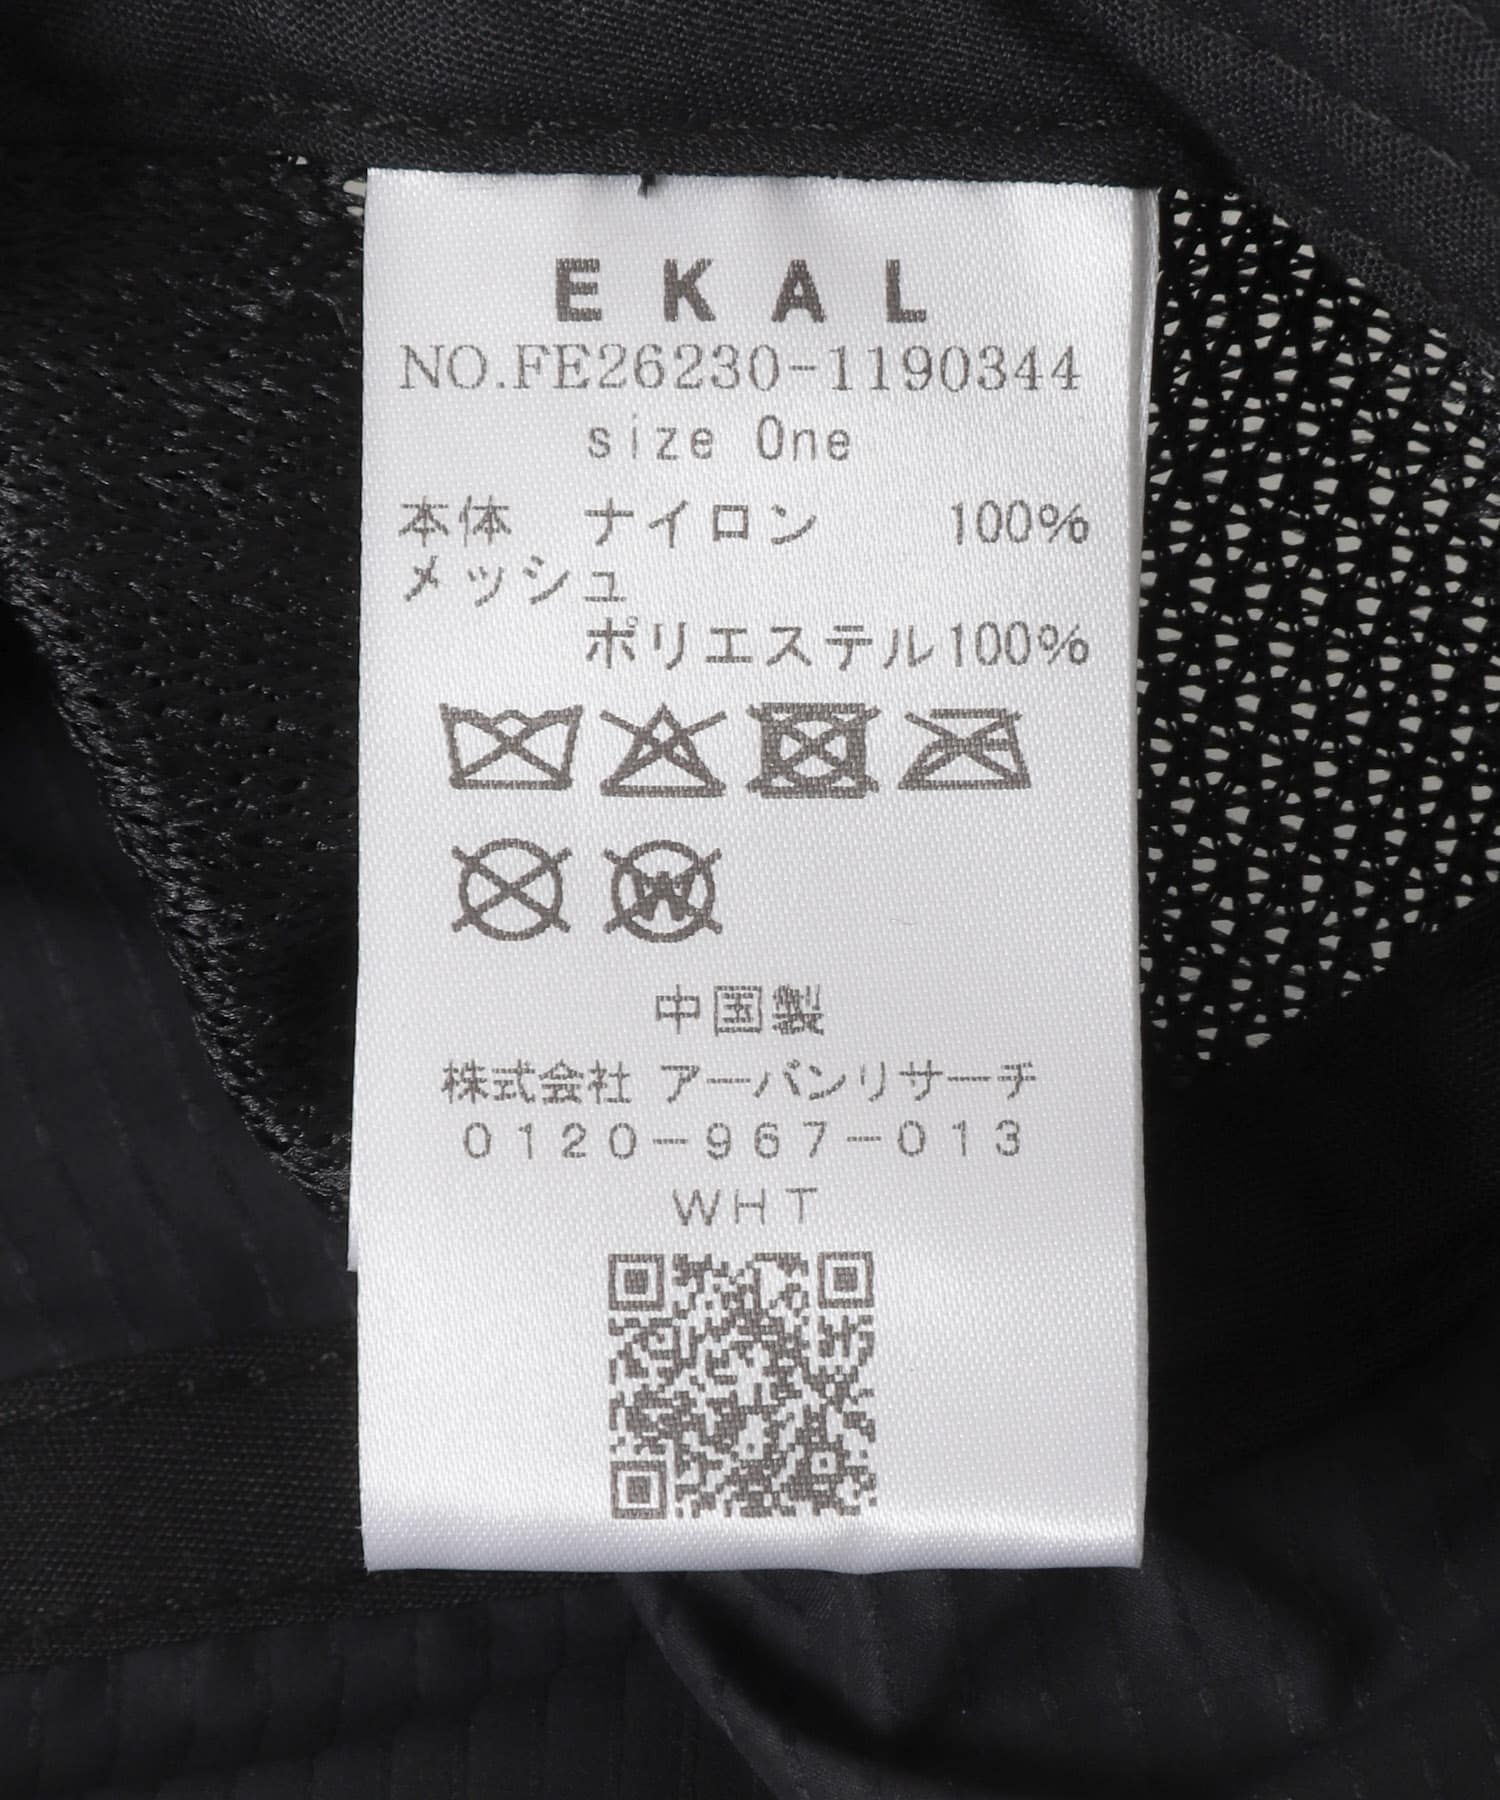 EKAL
NO.FE26230-1190344
size One
本体 ナイロン 100%
メッシュ
ポリエステル100%
W
中国製
株式会社 アーバンリサーチ
0120-967-013
WHT